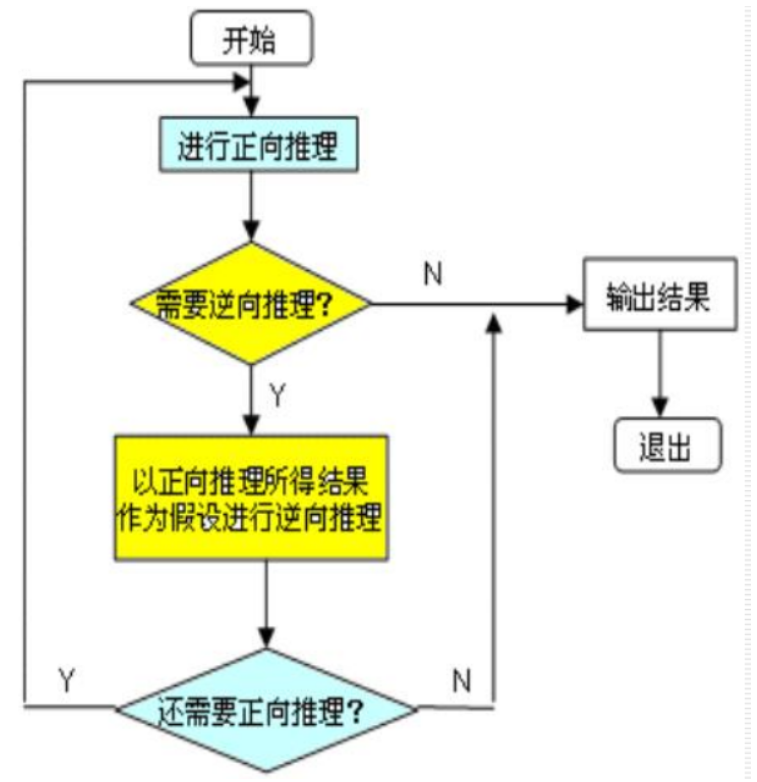 开始
进行正向推理
需要逆向推理?
N
输出结果
Y
退出
以正向推理所得结果
作为假设进行逆向推理
Y
还需要正向推理?
N